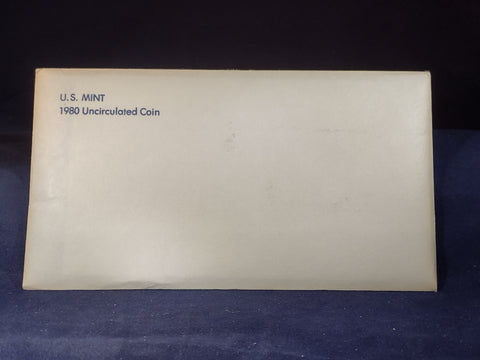 U.S. MINT
1980 Uncirculated Coin